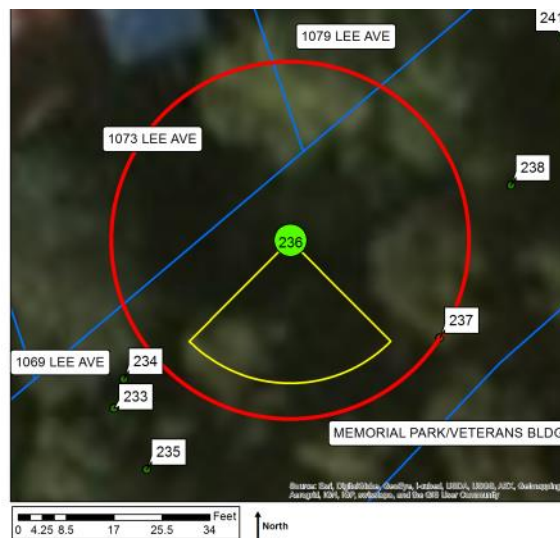 1079 LEE AVE
241
1073 LEE AVE
238
236
237
1069 LEE AVE
234
233
MEMORIAL PARK/VETERANS BLDG
235
Source: Esri, DigitalGlobe, GeoEye, i-cubed, USDA, USGS, AEX, Getmapping,
Aerogrid, IGN, IGP, swisstopo, and the GIS User Community
Feet
0 4.25 8.5 17 25.5 34
North